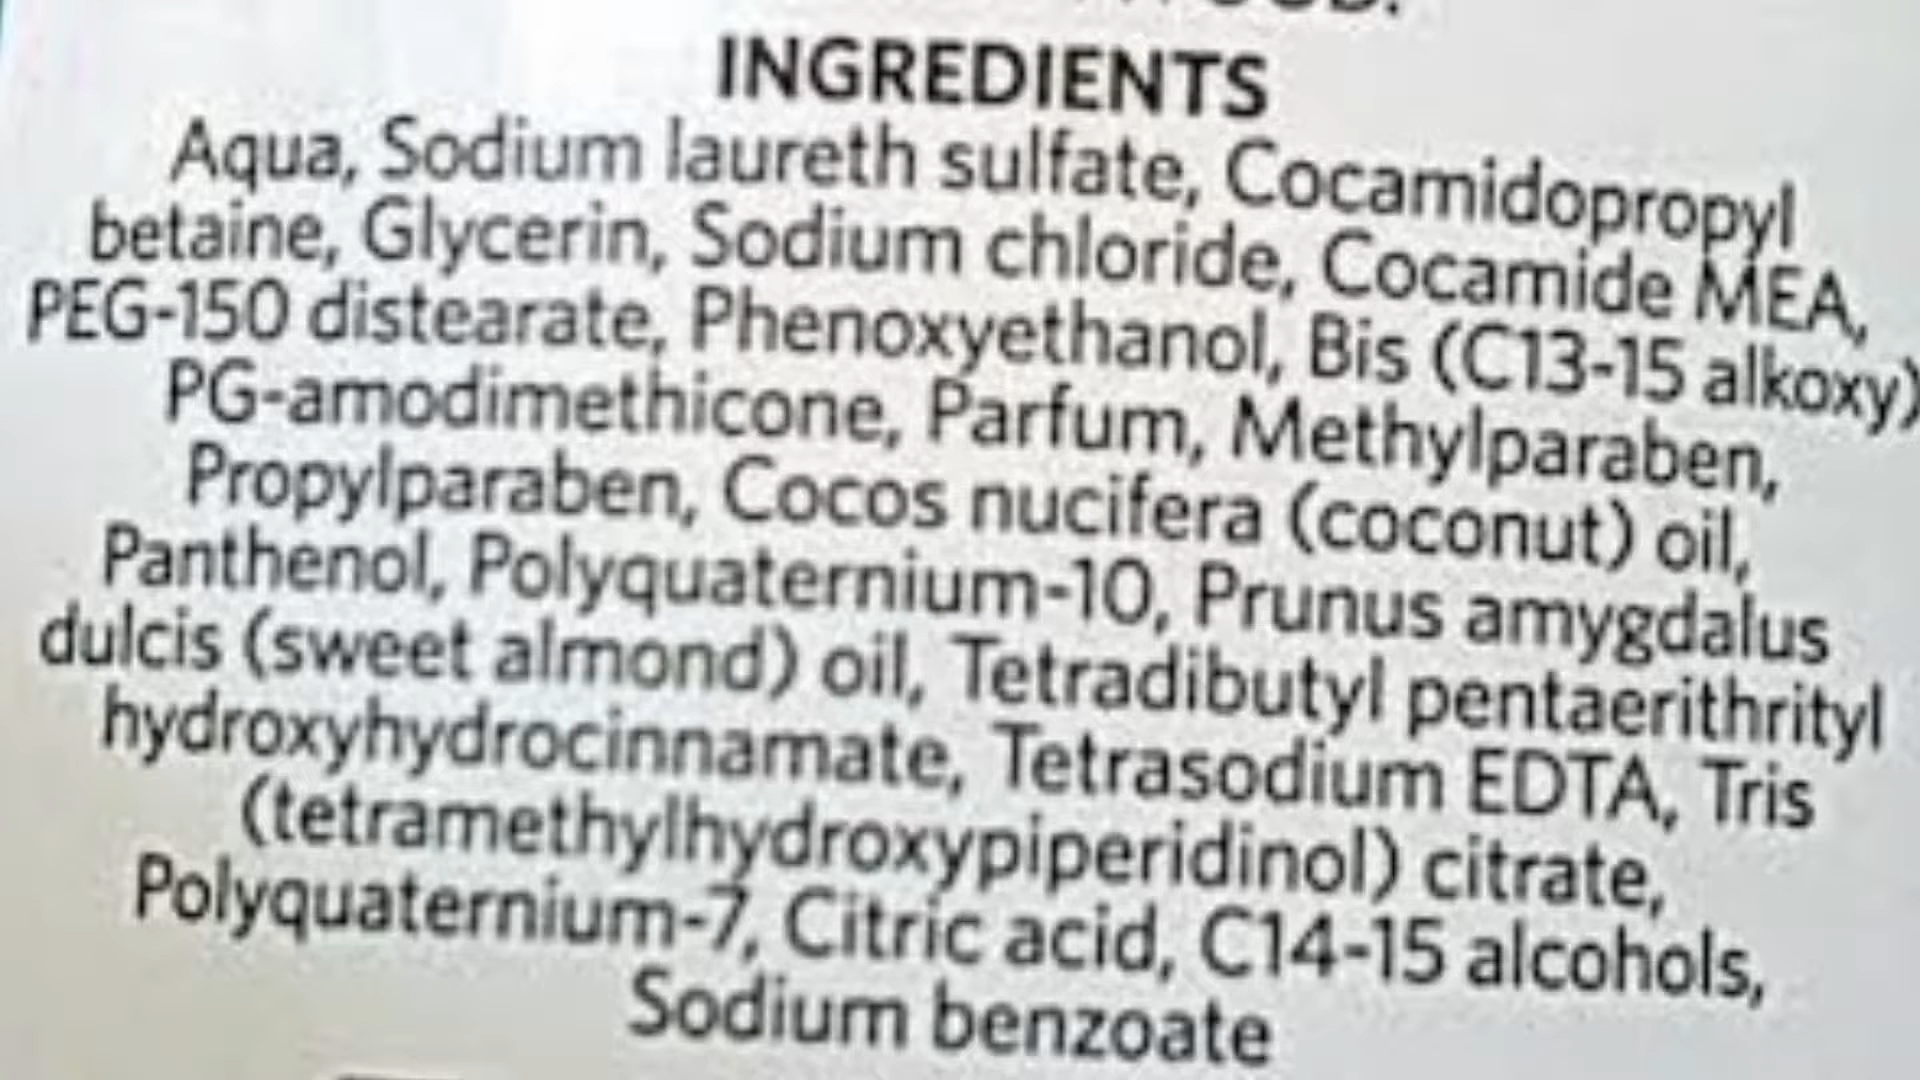 INGREDIENTS
Aqua, Sodium laureth sulfate, Cocamidopropyl
betaine, Glycerin, Sodium chloride, Cocamide MEA,
PEG-150 distearate, Phenoxyethanol, Bis (C13-15 alkoxy)
PG-amodimethicone, Parfum, Methylparaben,
Propylparaben, Cocos nucifera (coconut) oil,
Panthenol, Polyquaternium-10, Prunus amygdalus
dulcis (sweet almond) oil, Tetradibutyl pentaerithrityl
hydroxyhydrocinnamate, Tetrasodium EDTA, Tris
(tetramethylhydroxypiperidinol) citrate,
Polyquaternium-7, Citric acid, C14-15 alcohols,
Sodium benzoate